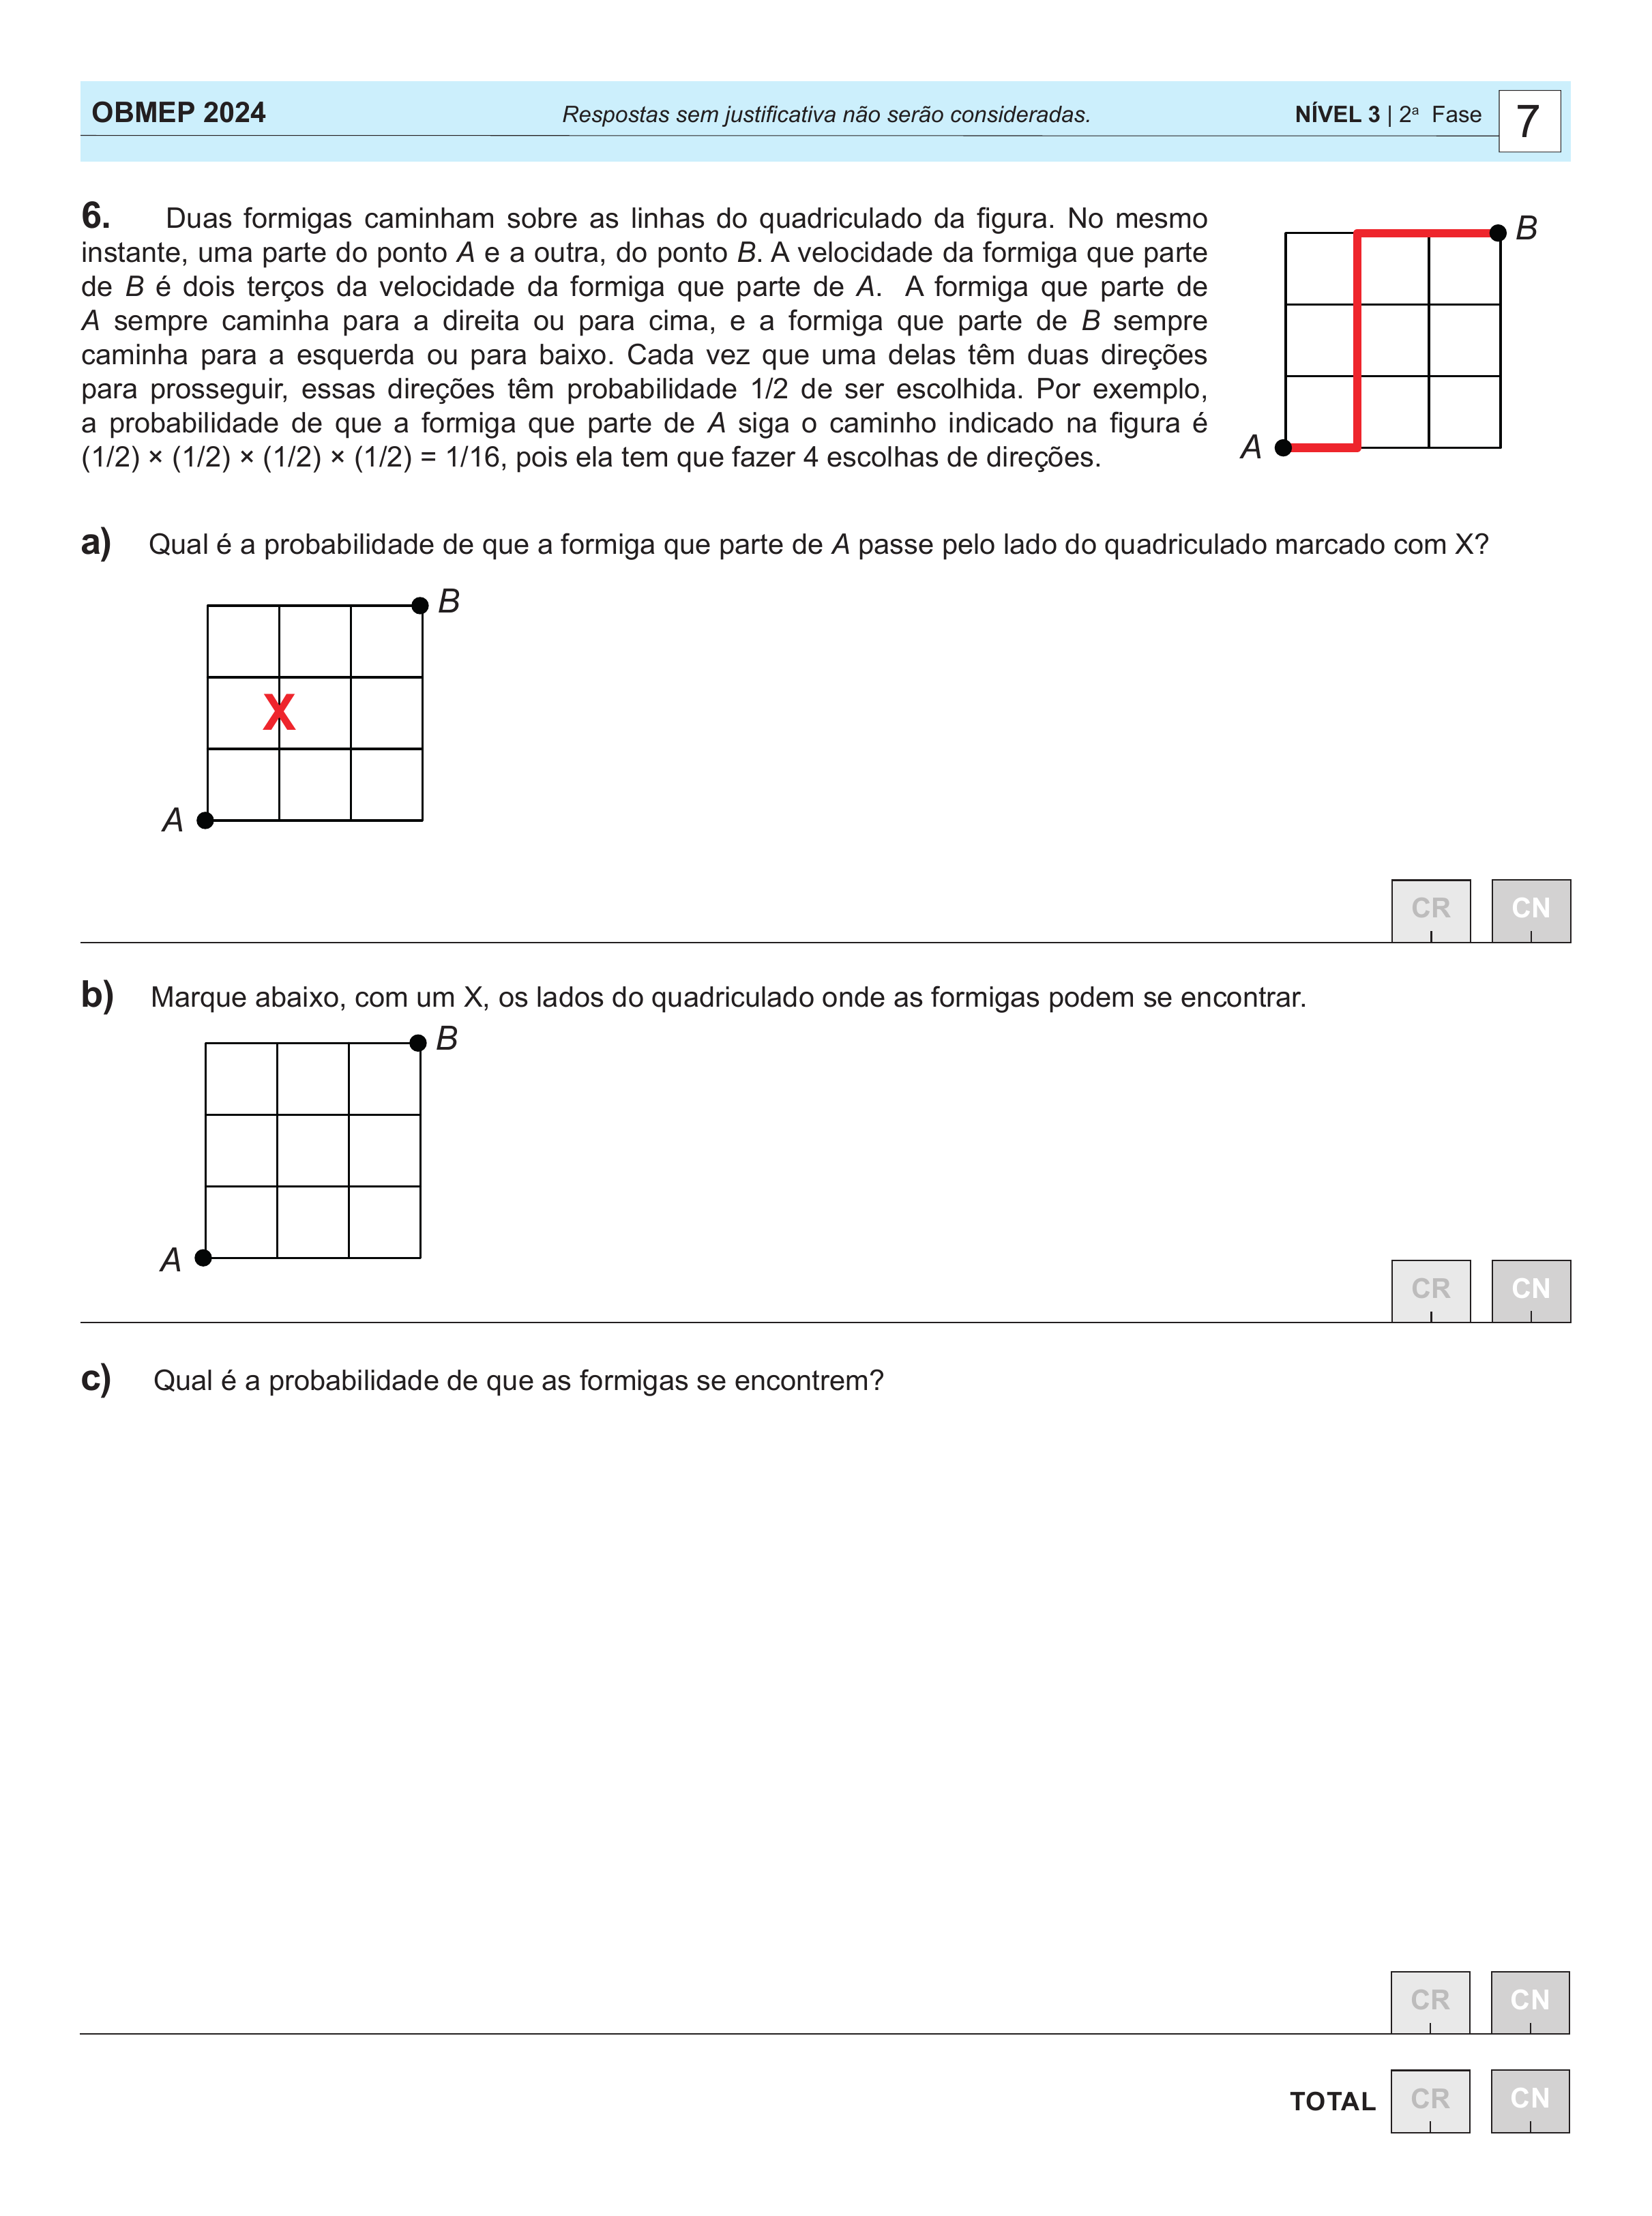 OBMEP 2024 Respostas sem justificativa não serão consideradas. NÍVEL 3 | 2ª Fase 7
6. Duas formigas caminham sobre as linhas do quadriculado da figura. No mesmo
instante, uma parte do ponto A e a outra, do ponto B. A velocidade da formiga que parte
de B é dois terços da velocidade da formiga que parte de A. A formiga que parte de
A sempre caminha para a direita ou para cima, e a formiga que parte de B sempre
caminha para a esquerda ou para baixo. Cada vez que uma delas têm duas direções
para prosseguir, essas direções têm probabilidade 1/2 de ser escolhida. Por exemplo,
a probabilidade de que a formiga que parte de A siga o caminho indicado na figura é
(1/2) × (1/2) × (1/2) × (1/2) = 1/16, pois ela tem que fazer 4 escolhas de direções.
B
A
a) Qual é a probabilidade de que a formiga que parte de A passe pelo lado do quadriculado marcado com X?
B
X
A
CR CN
b) Marque abaixo, com um X, os lados do quadriculado onde as formigas podem se encontrar.
B
A
CR CN
c) Qual é a probabilidade de que as formigas se encontrem?
CR CN
TOTAL CR CN